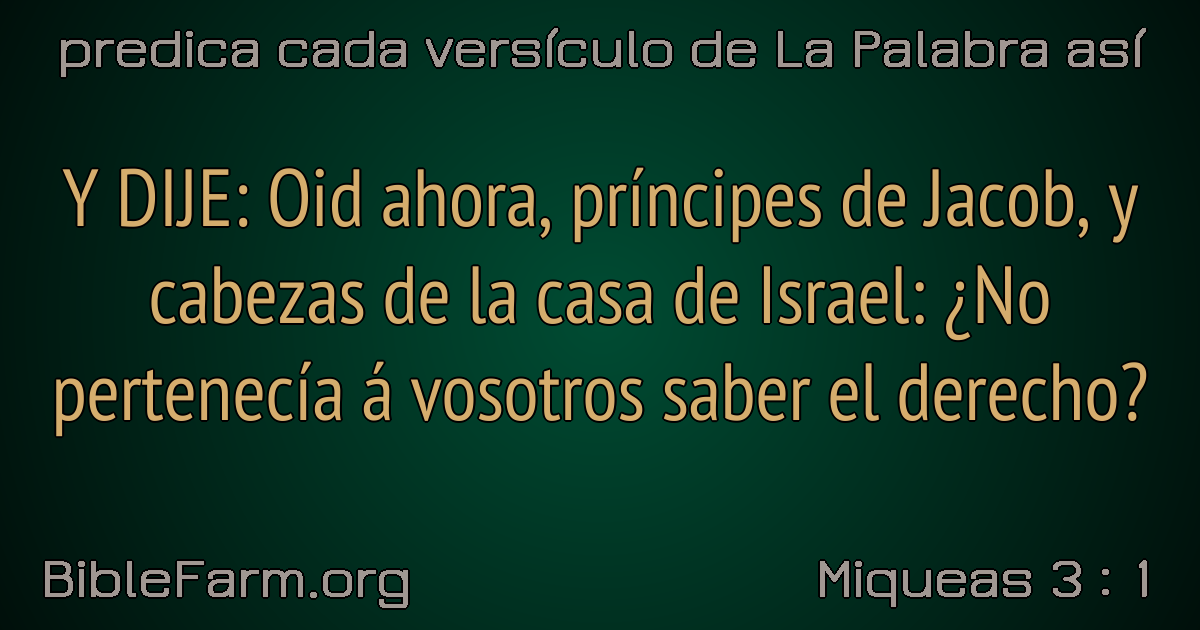 predica cada versículo de La Palabra así
Y DIJE: Oid ahora, príncipes de Jacob, y
cabezas de la casa de Israel: ¿No
pertenecía á vosotros saber el derecho?
BibleFarm.org
Miqueas 3 : 1